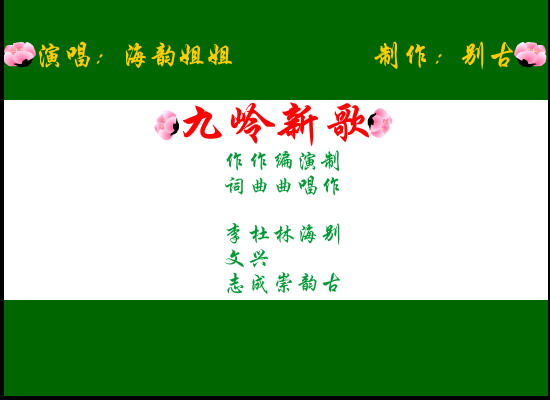 演唱：海韵姐姐
制作：别古
九岭新歌
作作编演制
词曲曲唱作
李杜林海别
文兴
志成崇韵古